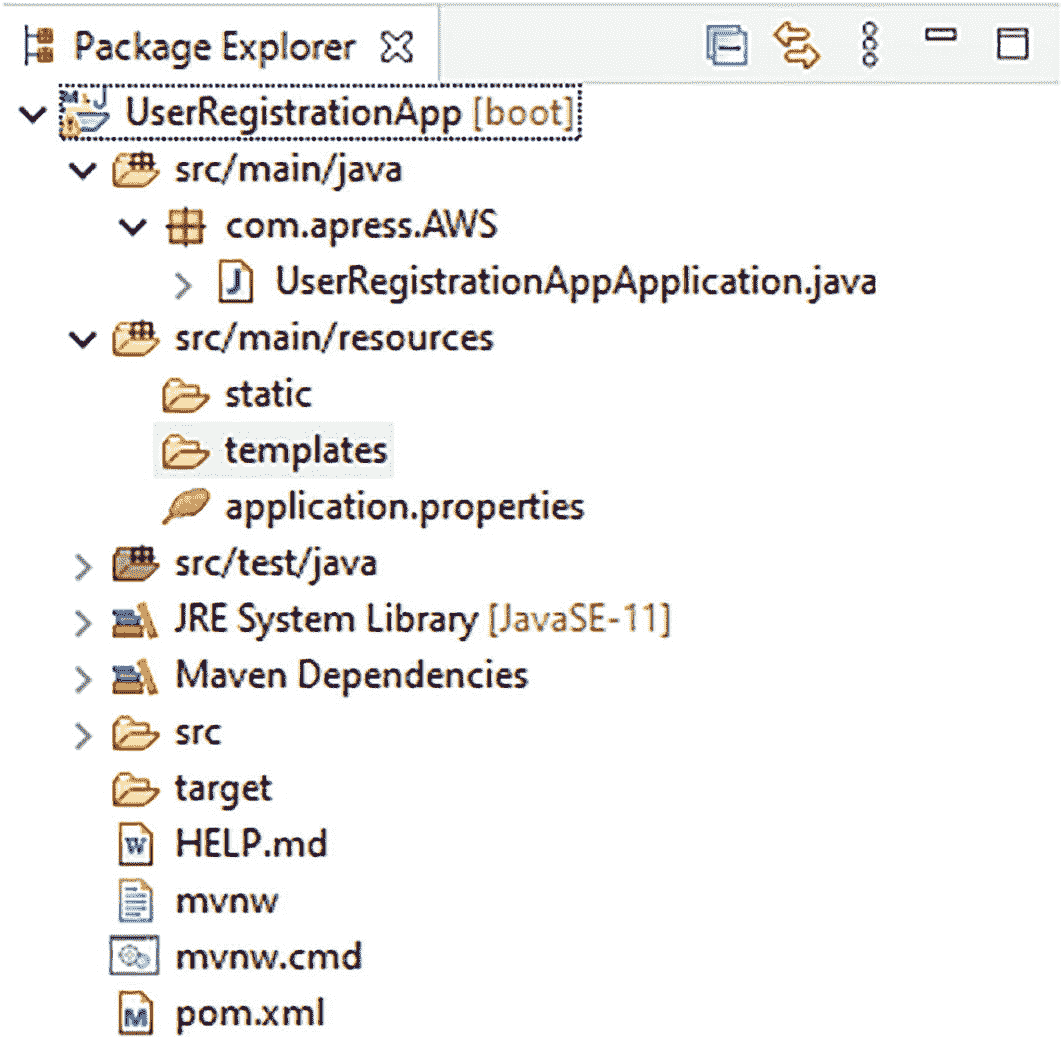 Package Explorer
UserRegistrationApp [boot]
src/main/java
com.apress.AWS
UserRegistrationAppApplication.java
src/main/resources
static
templates
application.properties
src/test/java
JRE System Library [JavaSE-11]
Maven Dependencies
src
target
HELP.md
mvnw
mvnw.cmd
pom.xml